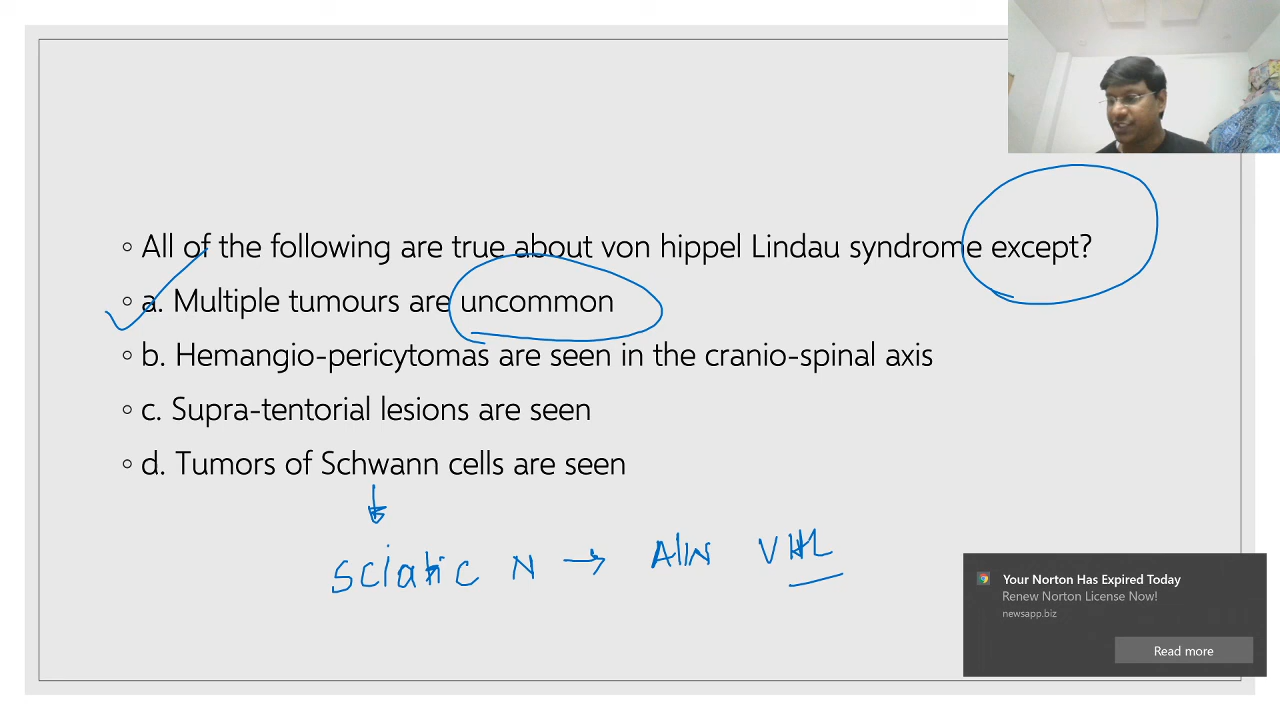 ◦ All of the following are true about von hippel Lindau syndrome except?
◦ a. Multiple tumours are uncommon
◦ b. Hemangio-pericytomas are seen in the cranio-spinal axis
◦ c. Supra-tentorial lesions are seen
◦ d. Tumors of Schwann cells are seen
Sciatic N → A/W VHL
Your Norton Has Expired Today
Renew Norton License Now!
newsapp.biz
Read more